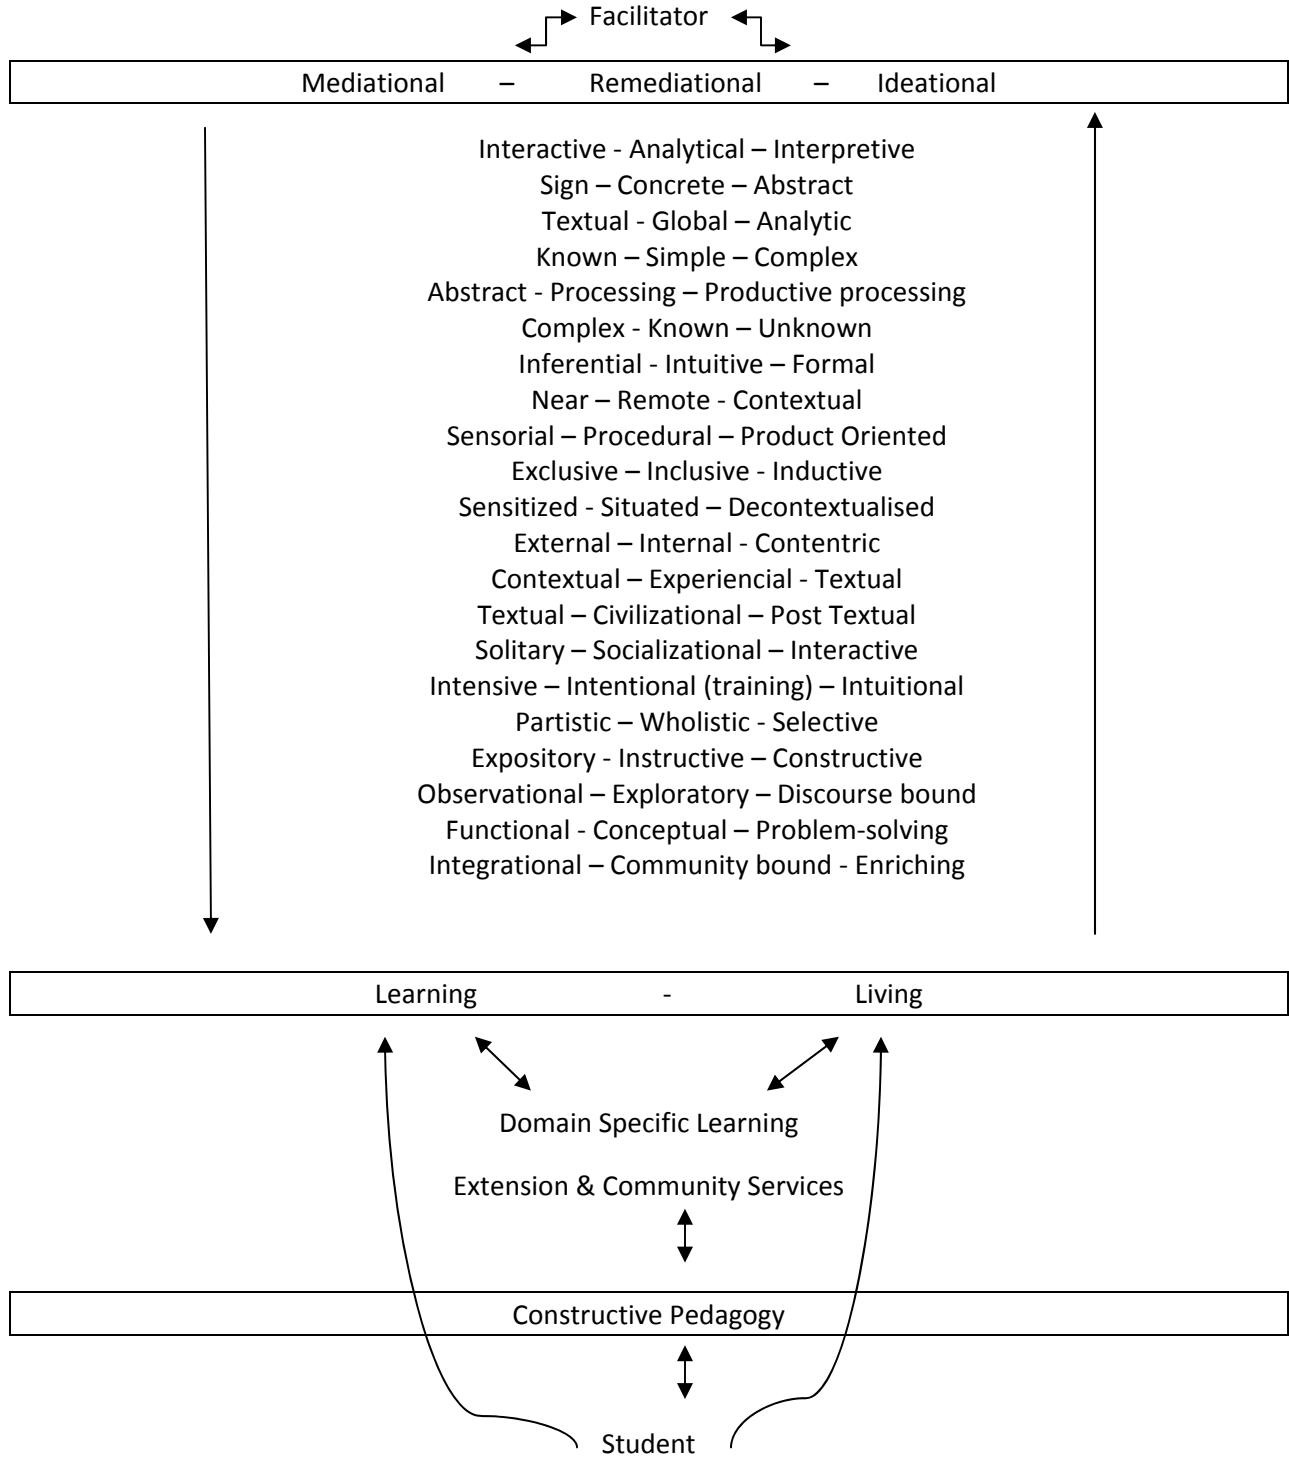 Facilitator
Mediational – Remediational – Ideational
Interactive - Analytical – Interpretive
Sign – Concrete – Abstract
Textual - Global – Analytic
Known – Simple – Complex
Abstract - Processing – Productive processing
Complex - Known – Unknown
Inferential - Intuitive – Formal
Near – Remote - Contextual
Sensorial – Procedural – Product Oriented
Exclusive – Inclusive - Inductive
Sensitized - Situated – Decontextualised
External – Internal - Contentric
Contextual – Experiencial - Textual
Textual – Civilizational – Post Textual
Solitary – Socializational – Interactive
Intensive – Intentional (training) – Intuitional
Partistic – Wholistic - Selective
Expository - Instructive – Constructive
Observational – Exploratory – Discourse bound
Functional - Conceptual – Problem-solving
Integrational – Community bound - Enriching
Learning - Living
Domain Specific Learning
Extension & Community Services
Constructive Pedagogy
Student